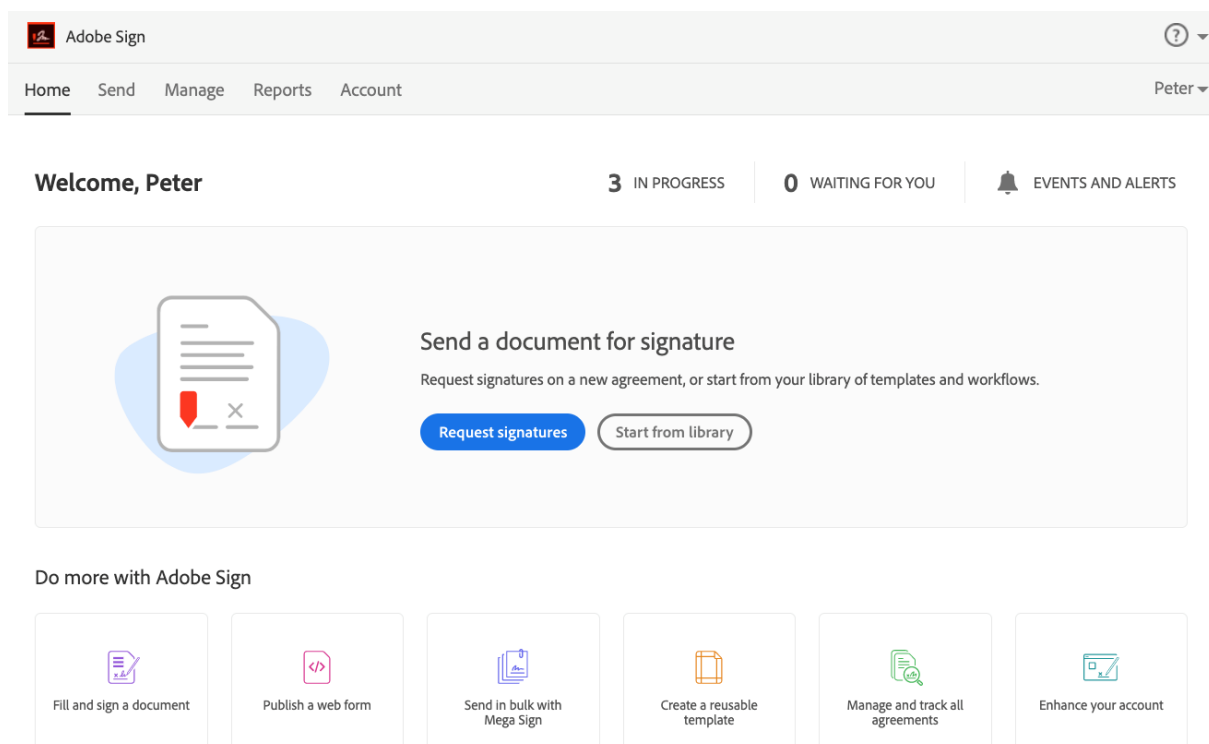 Adobe Sign
?
Home Send Manage Reports Account Peter
Welcome, Peter 3 IN PROGRESS 0 WAITING FOR YOU EVENTS AND ALERTS
Send a document for signature
Request signatures on a new agreement, or start from your library of templates and workflows.
Request signatures Start from library
Do more with Adobe Sign
Fill and sign a document
Publish a web form
Send in bulk with
Mega Sign
Create a reusable
template
Manage and track all
agreements
Enhance your account